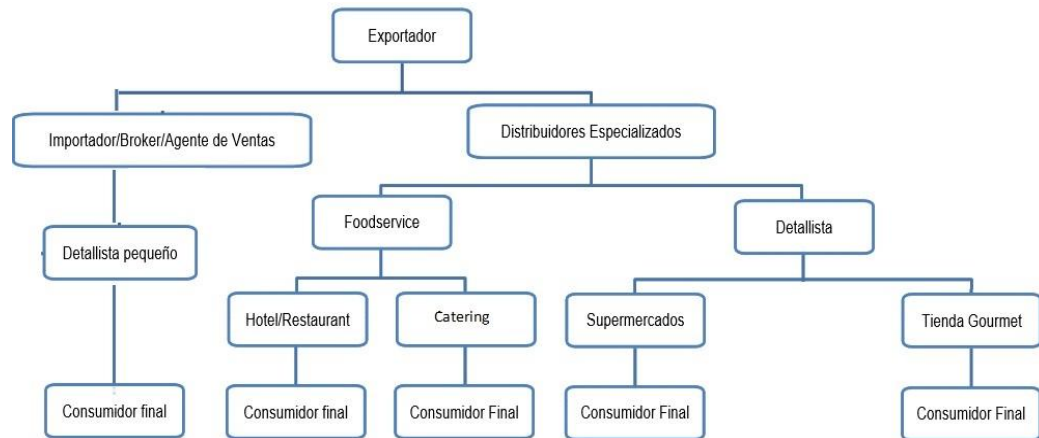 Exportador
Importador/Broker/Agente de Ventas
Distribuidores Especializados
Foodservice
Detallista
Detallista pequeño
Hotel/Restaurant
Catering
Supermercados
Tienda Gourmet
Consumidor final
Consumidor final
Consumidor Final
Consumidor Final
Consumidor Final